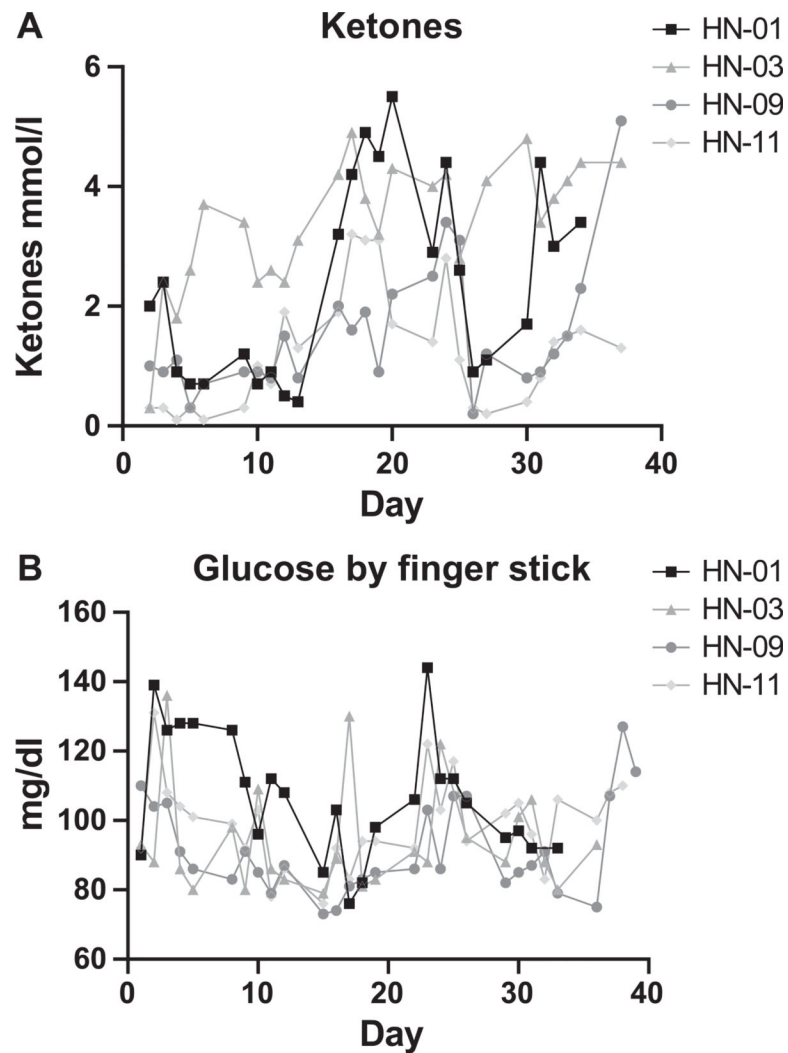 A
Ketones
HN-01
HN-03
HN-09
HN-11
Ketones mmol/l
6
4
2
0
0 10 20 30 40
Day
B
Glucose by finger stick
HN-01
HN-03
HN-09
HN-11
mg/dl
160
140
120
100
80
60
0 10 20 30 40
Day